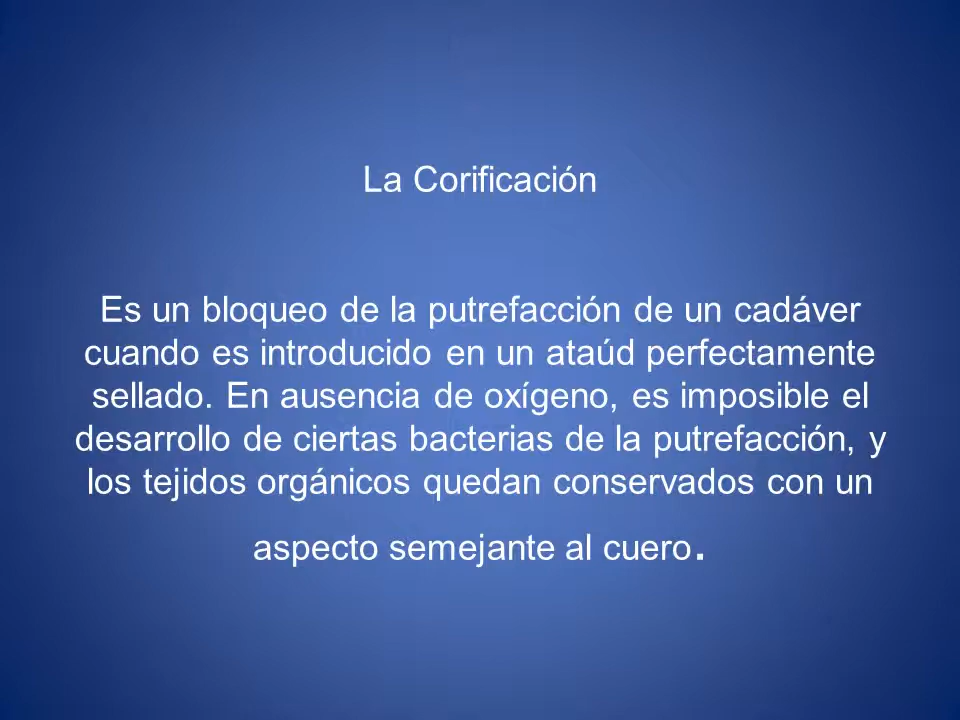 La Corificación
Es un bloqueo de la putrefacción de un cadáver
cuando es introducido en un ataúd perfectamente
sellado. En ausencia de oxígeno, es imposible el
desarrollo de ciertas bacterias de la putrefacción, y
los tejidos orgánicos quedan conservados con un
aspecto semejante al cuero.